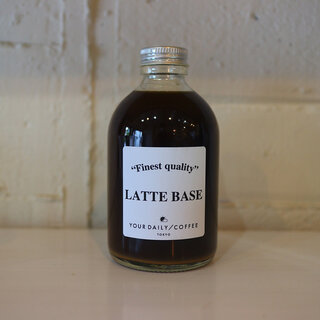 “Finest quality”
LATTE BASE
YOUR DAILY/COFFEE
TOKYO